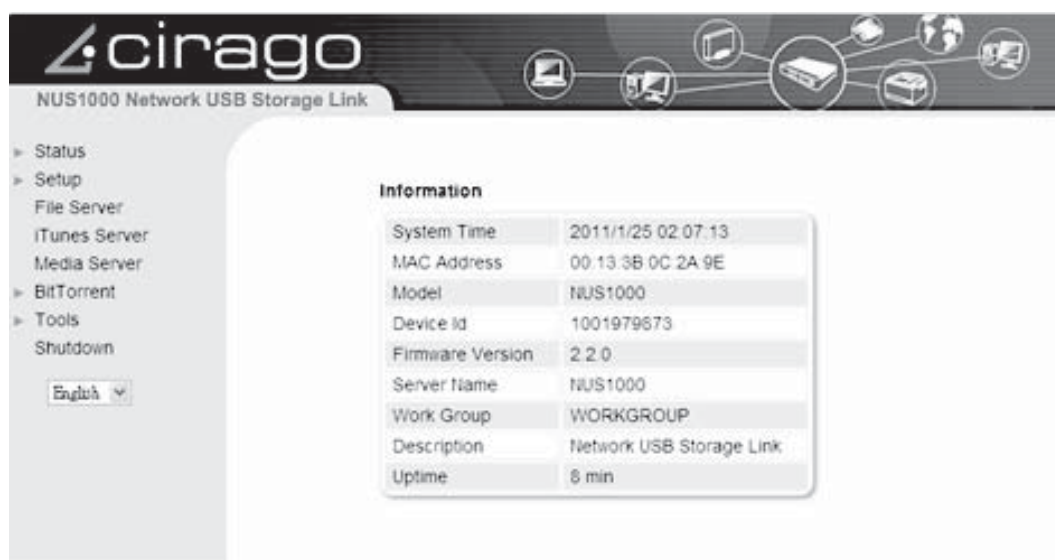 cirago
NUS1000 Network USB Storage Link
Status
Setup
File Server
iTunes Server
Media Server
BitTorrent
Tools
Shutdown
English
Information
System Time 2011/1/25 02:07:13
MAC Address 00:13:3B:0C:2A:9E
Model NUS1000
Device Id 1001979673
Firmware Version 2.2.0
Server Name NUS1000
Work Group WORKGROUP
Description Network USB Storage Link
Uptime 8 min